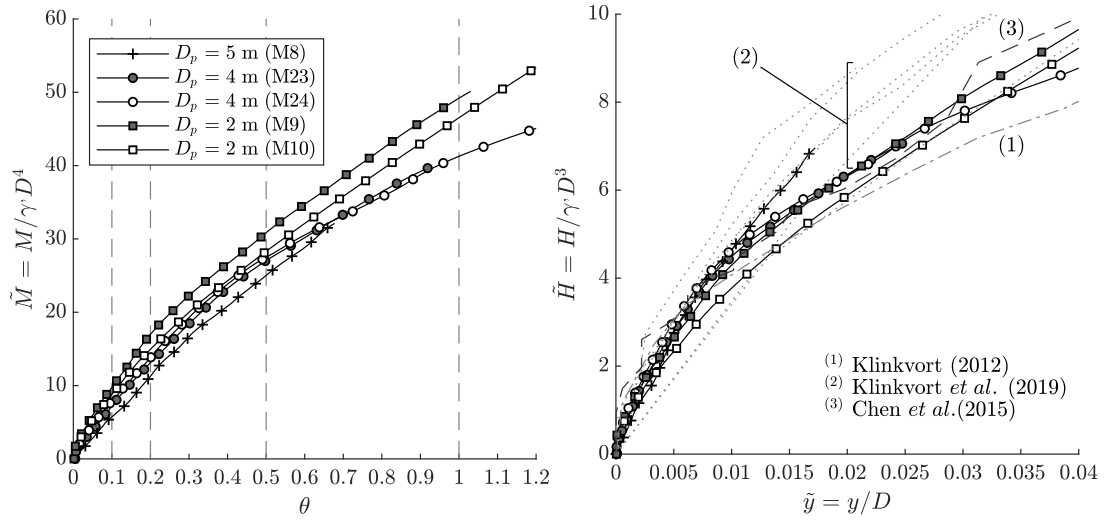 60
50
40
30
20
10
0
M̃ = M/γ' D⁴
D_p = 5 m (M8)
D_p = 4 m (M23)
D_p = 4 m (M24)
D_p = 2 m (M9)
D_p = 2 m (M10)
0 0.1 0.2 0.3 0.4 0.5 0.6 0.7 0.8 0.9 1 1.1 1.2
θ
10
8
6
4
2
0
H̃ = H/γ' D³
(2)
(3)
(1)
(1) Klinkvort (2012)
(2) Klinkvort et al. (2019)
(3) Chen et al.(2015)
0 0.005 0.01 0.015 0.02 0.025 0.03 0.035 0.04
ỹ = y/D